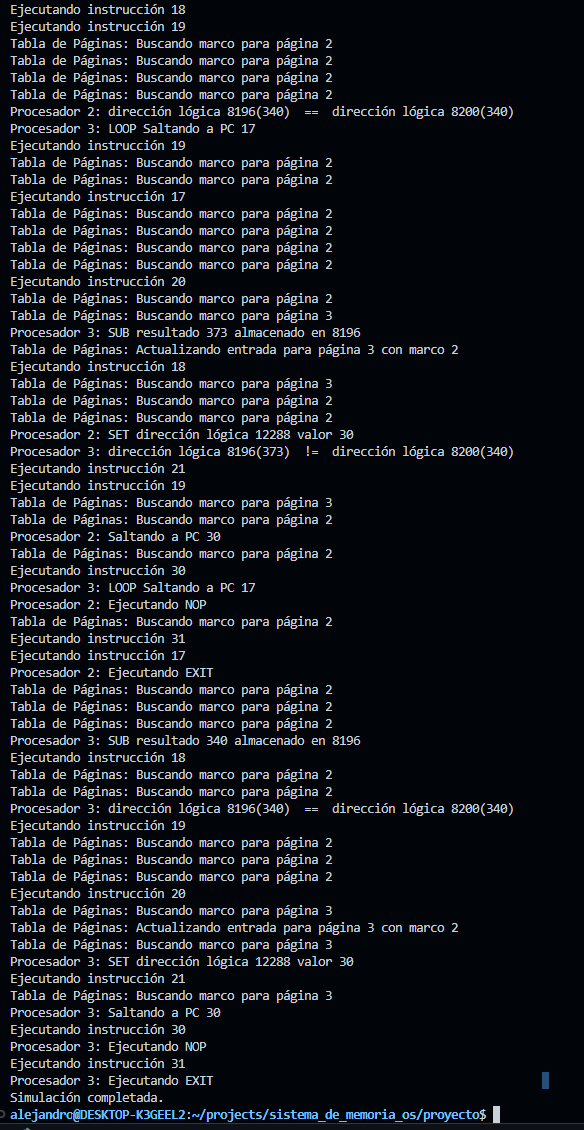 Ejecutando instrucción 18
Ejecutando instrucción 19
Tabla de Páginas: Buscando marco para página 2
Tabla de Páginas: Buscando marco para página 2
Tabla de Páginas: Buscando marco para página 2
Tabla de Páginas: Buscando marco para página 2
Procesador 2: dirección lógica 8196(340)  ==  dirección lógica 8200(340)
Procesador 3: LOOP Saltando a PC 17
Ejecutando instrucción 19
Tabla de Páginas: Buscando marco para página 2
Tabla de Páginas: Buscando marco para página 2
Ejecutando instrucción 17
Tabla de Páginas: Buscando marco para página 2
Tabla de Páginas: Buscando marco para página 2
Tabla de Páginas: Buscando marco para página 2
Tabla de Páginas: Buscando marco para página 2
Ejecutando instrucción 20
Tabla de Páginas: Buscando marco para página 2
Tabla de Páginas: Buscando marco para página 3
Procesador 3: SUB resultado 373 almacenado en 8196
Tabla de Páginas: Actualizando entrada para página 3 con marco 2
Ejecutando instrucción 18
Tabla de Páginas: Buscando marco para página 3
Tabla de Páginas: Buscando marco para página 2
Tabla de Páginas: Buscando marco para página 2
Procesador 2: SET dirección lógica 12288 valor 30
Procesador 3: dirección lógica 8196(373)  !=  dirección lógica 8200(340)
Ejecutando instrucción 21
Ejecutando instrucción 19
Tabla de Páginas: Buscando marco para página 3
Tabla de Páginas: Buscando marco para página 2
Procesador 2: Saltando a PC 30
Tabla de Páginas: Buscando marco para página 2
Ejecutando instrucción 30
Procesador 3: LOOP Saltando a PC 17
Procesador 2: Ejecutando NOP
Tabla de Páginas: Buscando marco para página 2
Ejecutando instrucción 31
Ejecutando instrucción 17
Procesador 2: Ejecutando EXIT
Tabla de Páginas: Buscando marco para página 2
Tabla de Páginas: Buscando marco para página 2
Tabla de Páginas: Buscando marco para página 2
Procesador 3: SUB resultado 340 almacenado en 8196
Ejecutando instrucción 18
Tabla de Páginas: Buscando marco para página 2
Tabla de Páginas: Buscando marco para página 2
Procesador 3: dirección lógica 8196(340)  ==  dirección lógica 8200(340)
Ejecutando instrucción 19
Tabla de Páginas: Buscando marco para página 2
Tabla de Páginas: Buscando marco para página 2
Tabla de Páginas: Buscando marco para página 2
Ejecutando instrucción 20
Tabla de Páginas: Buscando marco para página 3
Tabla de Páginas: Actualizando entrada para página 3 con marco 2
Tabla de Páginas: Buscando marco para página 3
Procesador 3: SET dirección lógica 12288 valor 30
Ejecutando instrucción 21
Tabla de Páginas: Buscando marco para página 3
Procesador 3: Saltando a PC 30
Ejecutando instrucción 30
Procesador 3: Ejecutando NOP
Ejecutando instrucción 31
Procesador 3: Ejecutando EXIT
Simulación completada.
alejandrq@DESKTOP-K3GEEL2:~/projects/sistema_de_memoria_os/proyecto$